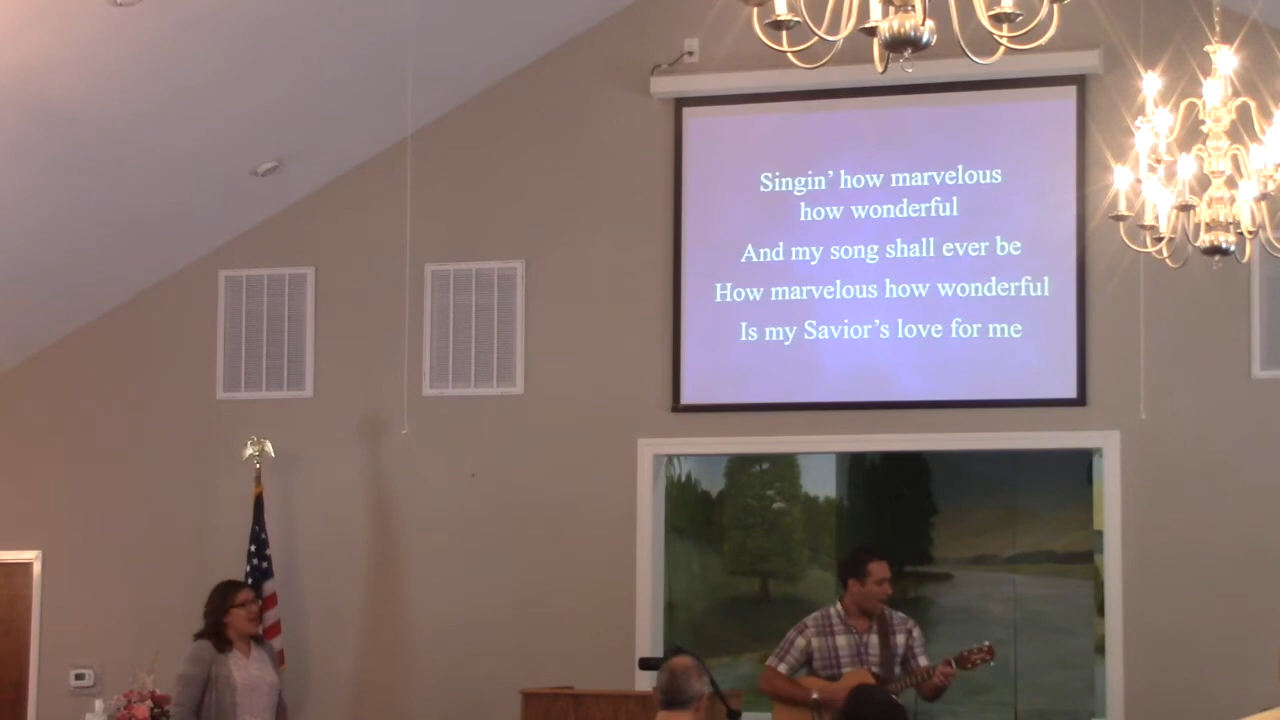 Singin’ how marvelous
how wonderful
And my song shall ever be
How marvelous how wonderful
Is my Savior’s love for me